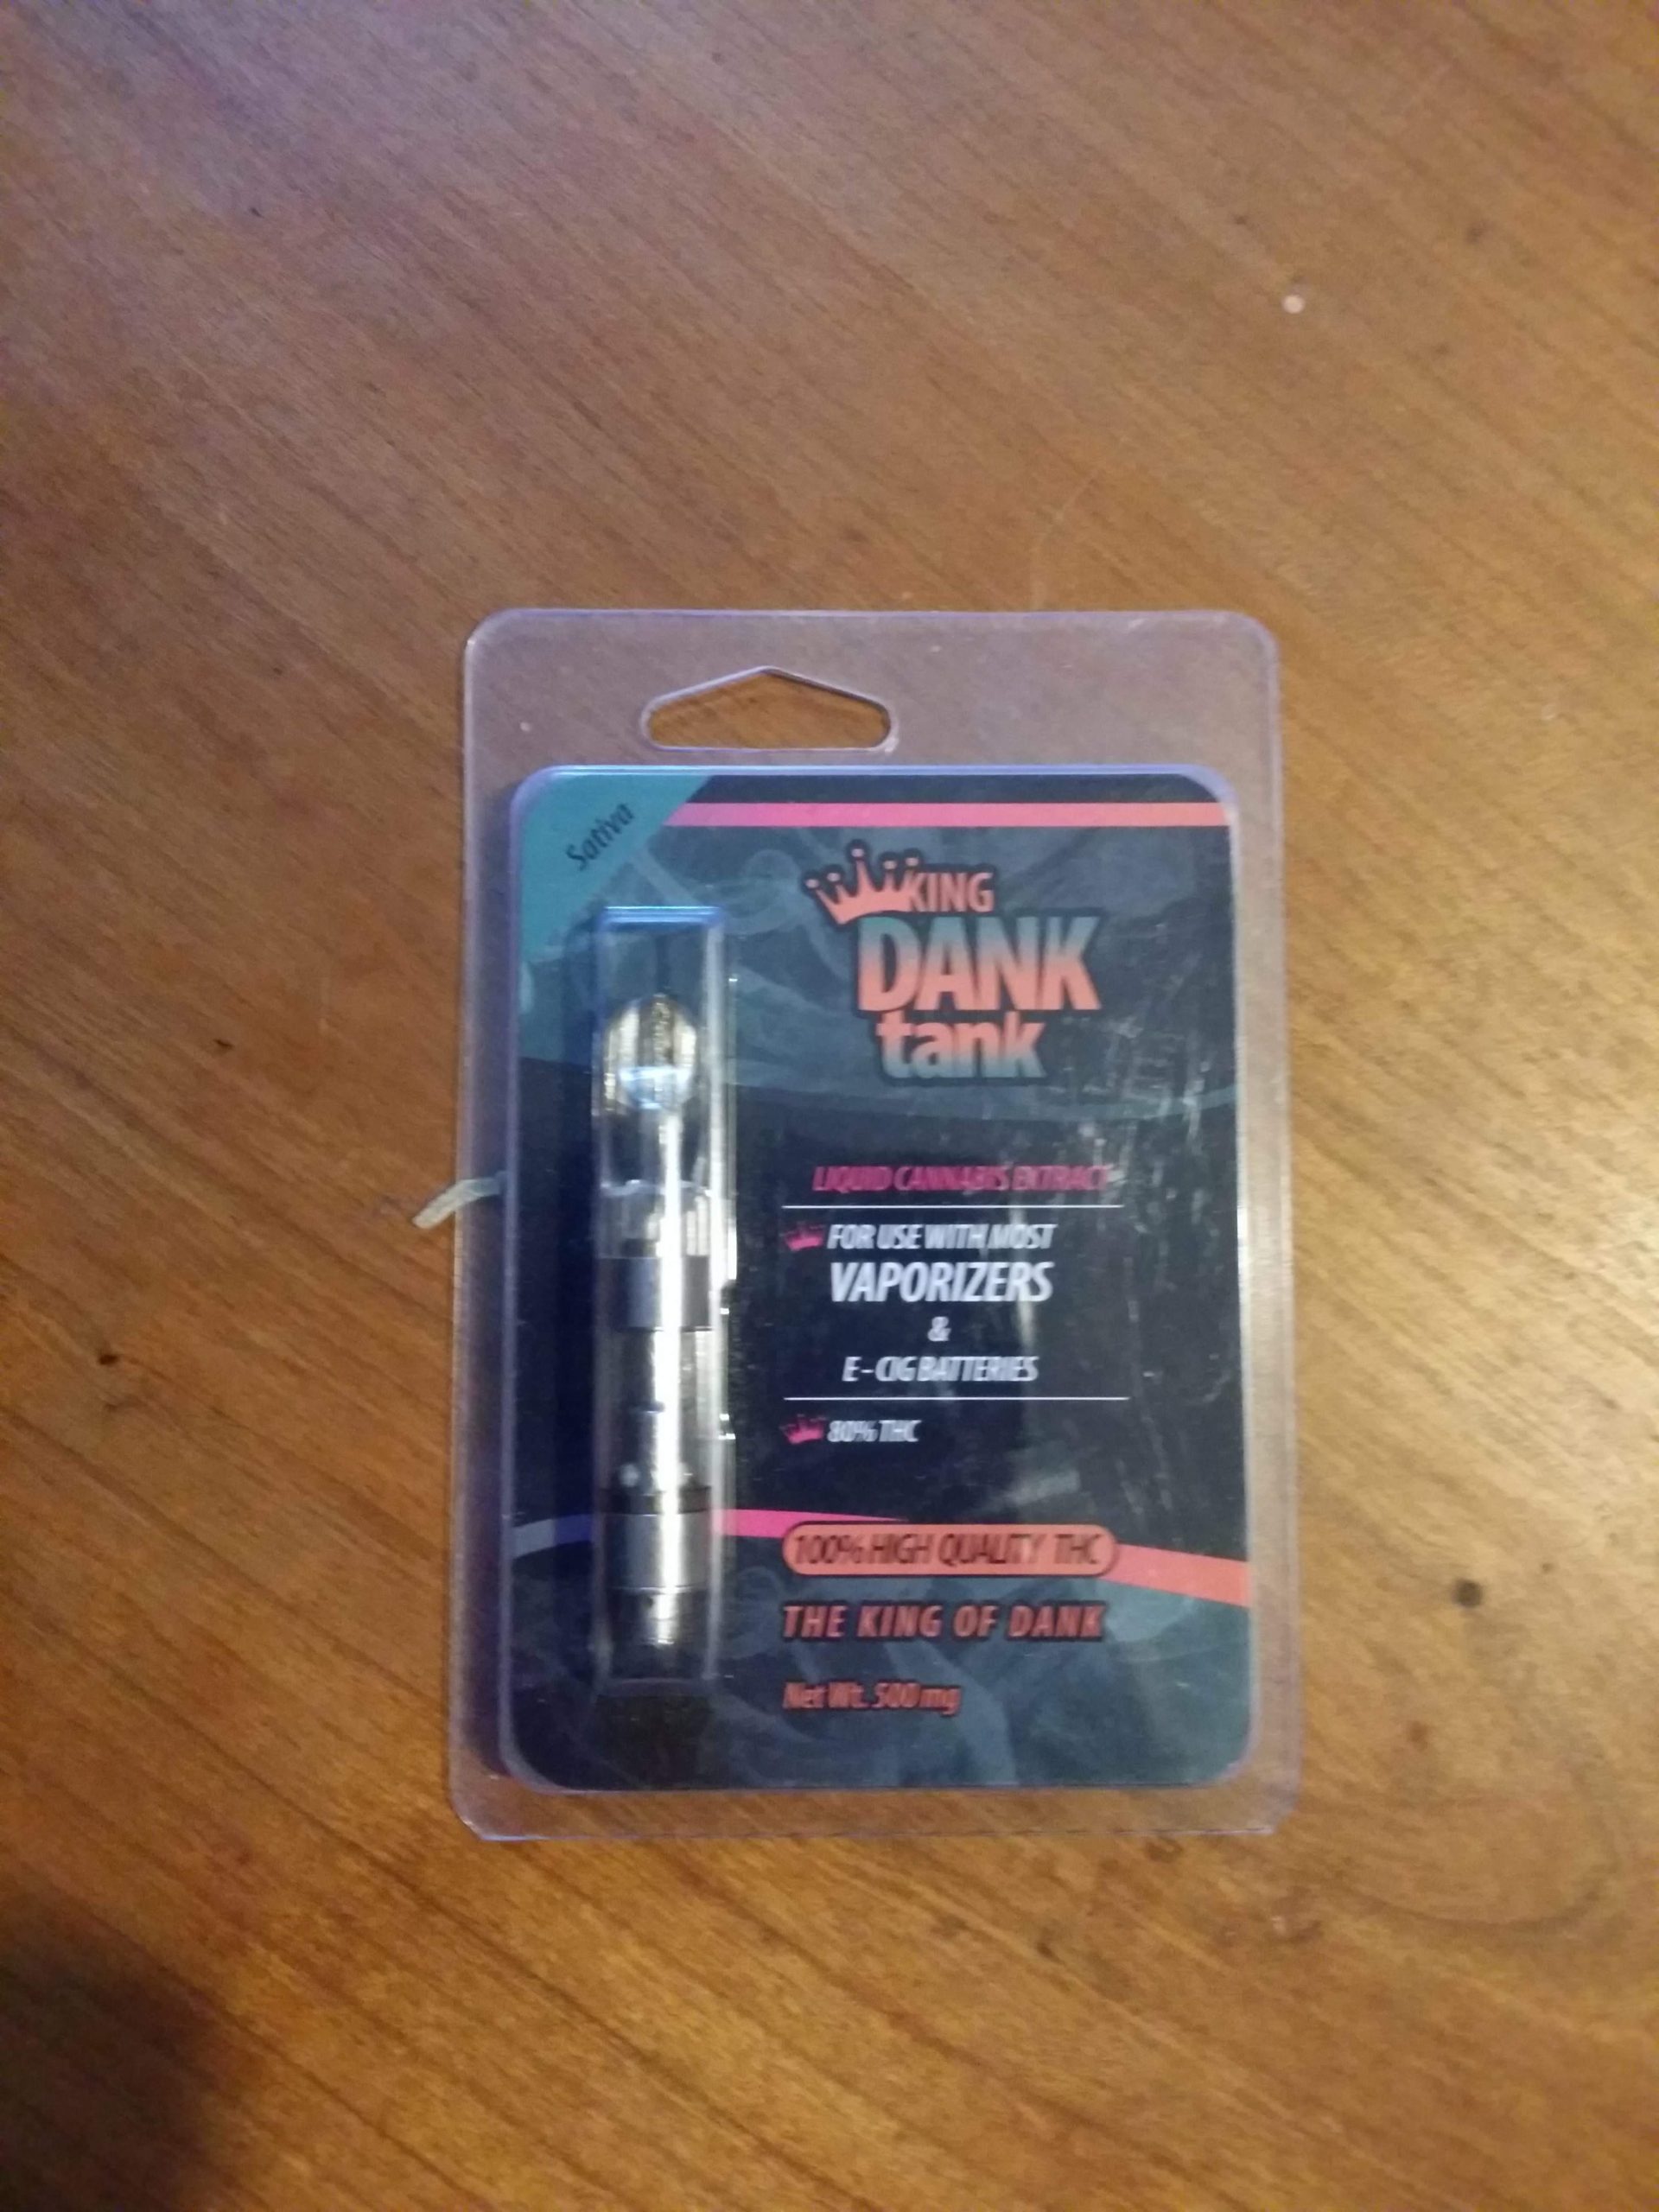 Sativa
KING
DANK
tank
LIQUID CANNABIS EXTRACT
FOR USE WITH MOST
VAPORIZERS
&
E-CIG BATTERIES
80% THC
100% HIGH QUALITY THC
THE KING OF DANK
Net Wt. 500mg